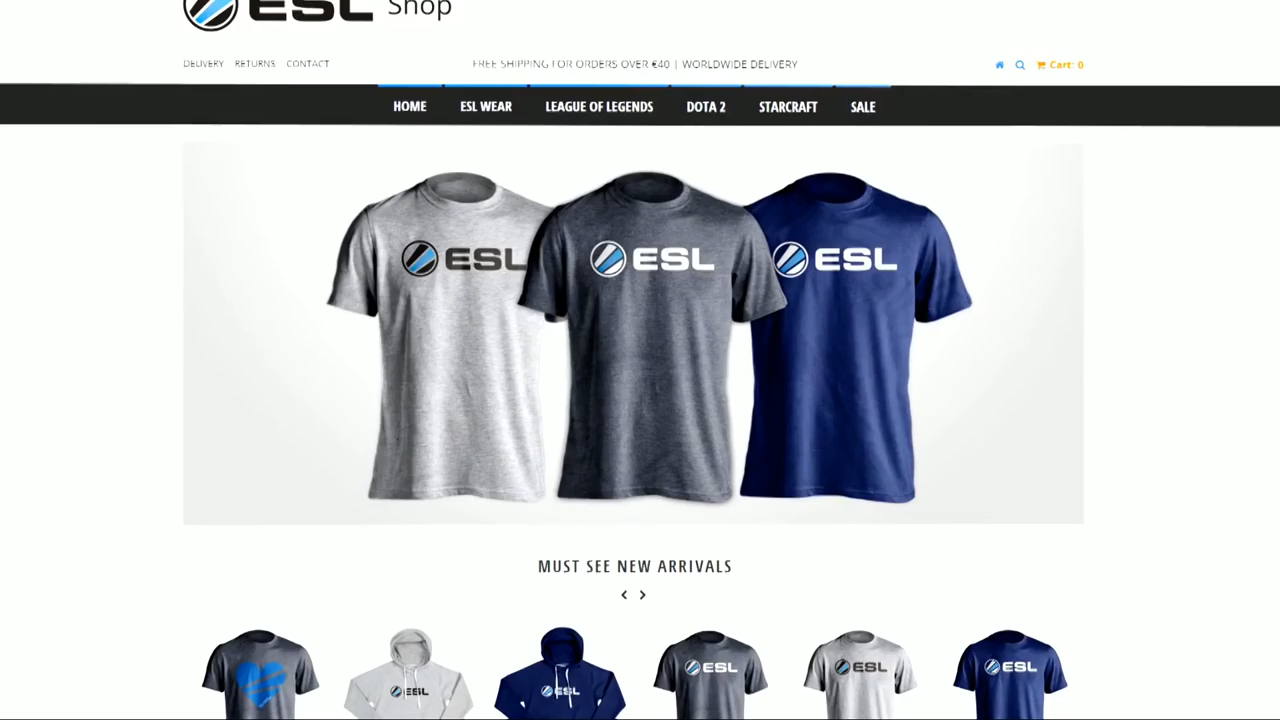 ESL Shop
DELIVERY RETURNS CONTACT
FREE SHIPPING FOR ORDERS OVER €40 | WORLDWIDE DELIVERY
Cart: 0
HOME ESL WEAR LEAGUE OF LEGENDS DOTA 2 STARCRAFT SALE
ESL ESL ESL
MUST SEE NEW ARRIVALS
ESL ESL ESL ESL ESL